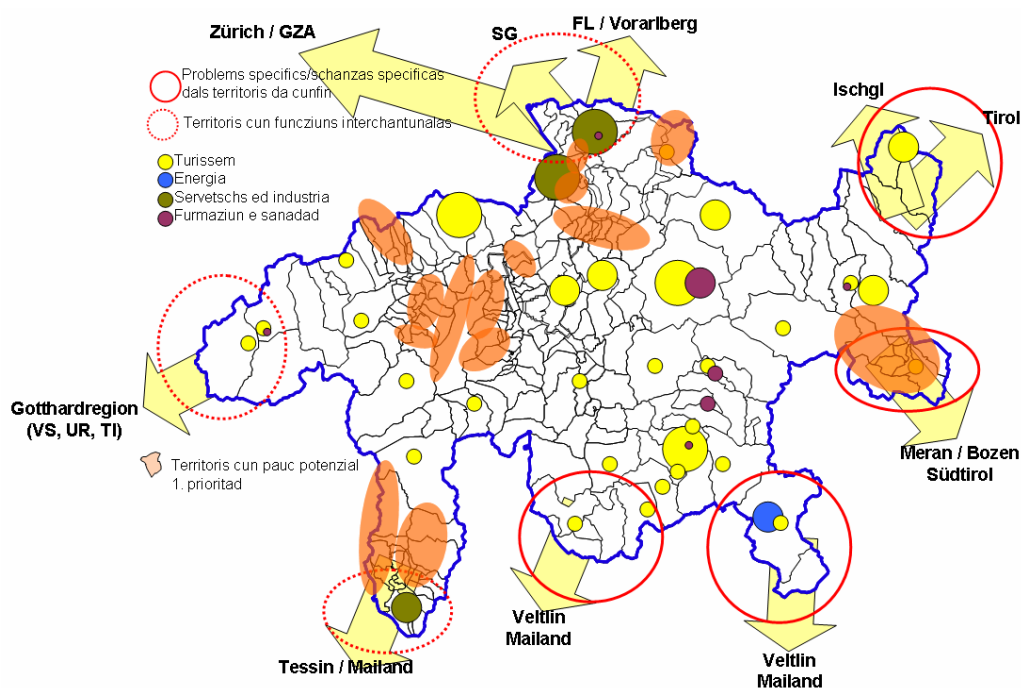 Zürich / GZA
SG
FL / Vorarlberg
Ischgl
Tirol
Problems specifics/schanzas specificas
dals territoris da cunfin
Territoris cun funcziuns interchantunalas
Turissem
Energia
Servetschs ed industria
Furmaziun e sanadad
Gotthardregion
(VS, UR, TI)
Territoris cun pauc potenzial
1. prioritad
Meran / Bozen
Südtirol
Veltlin
Mailand
Tessin / Mailand
Veltlin
Mailand